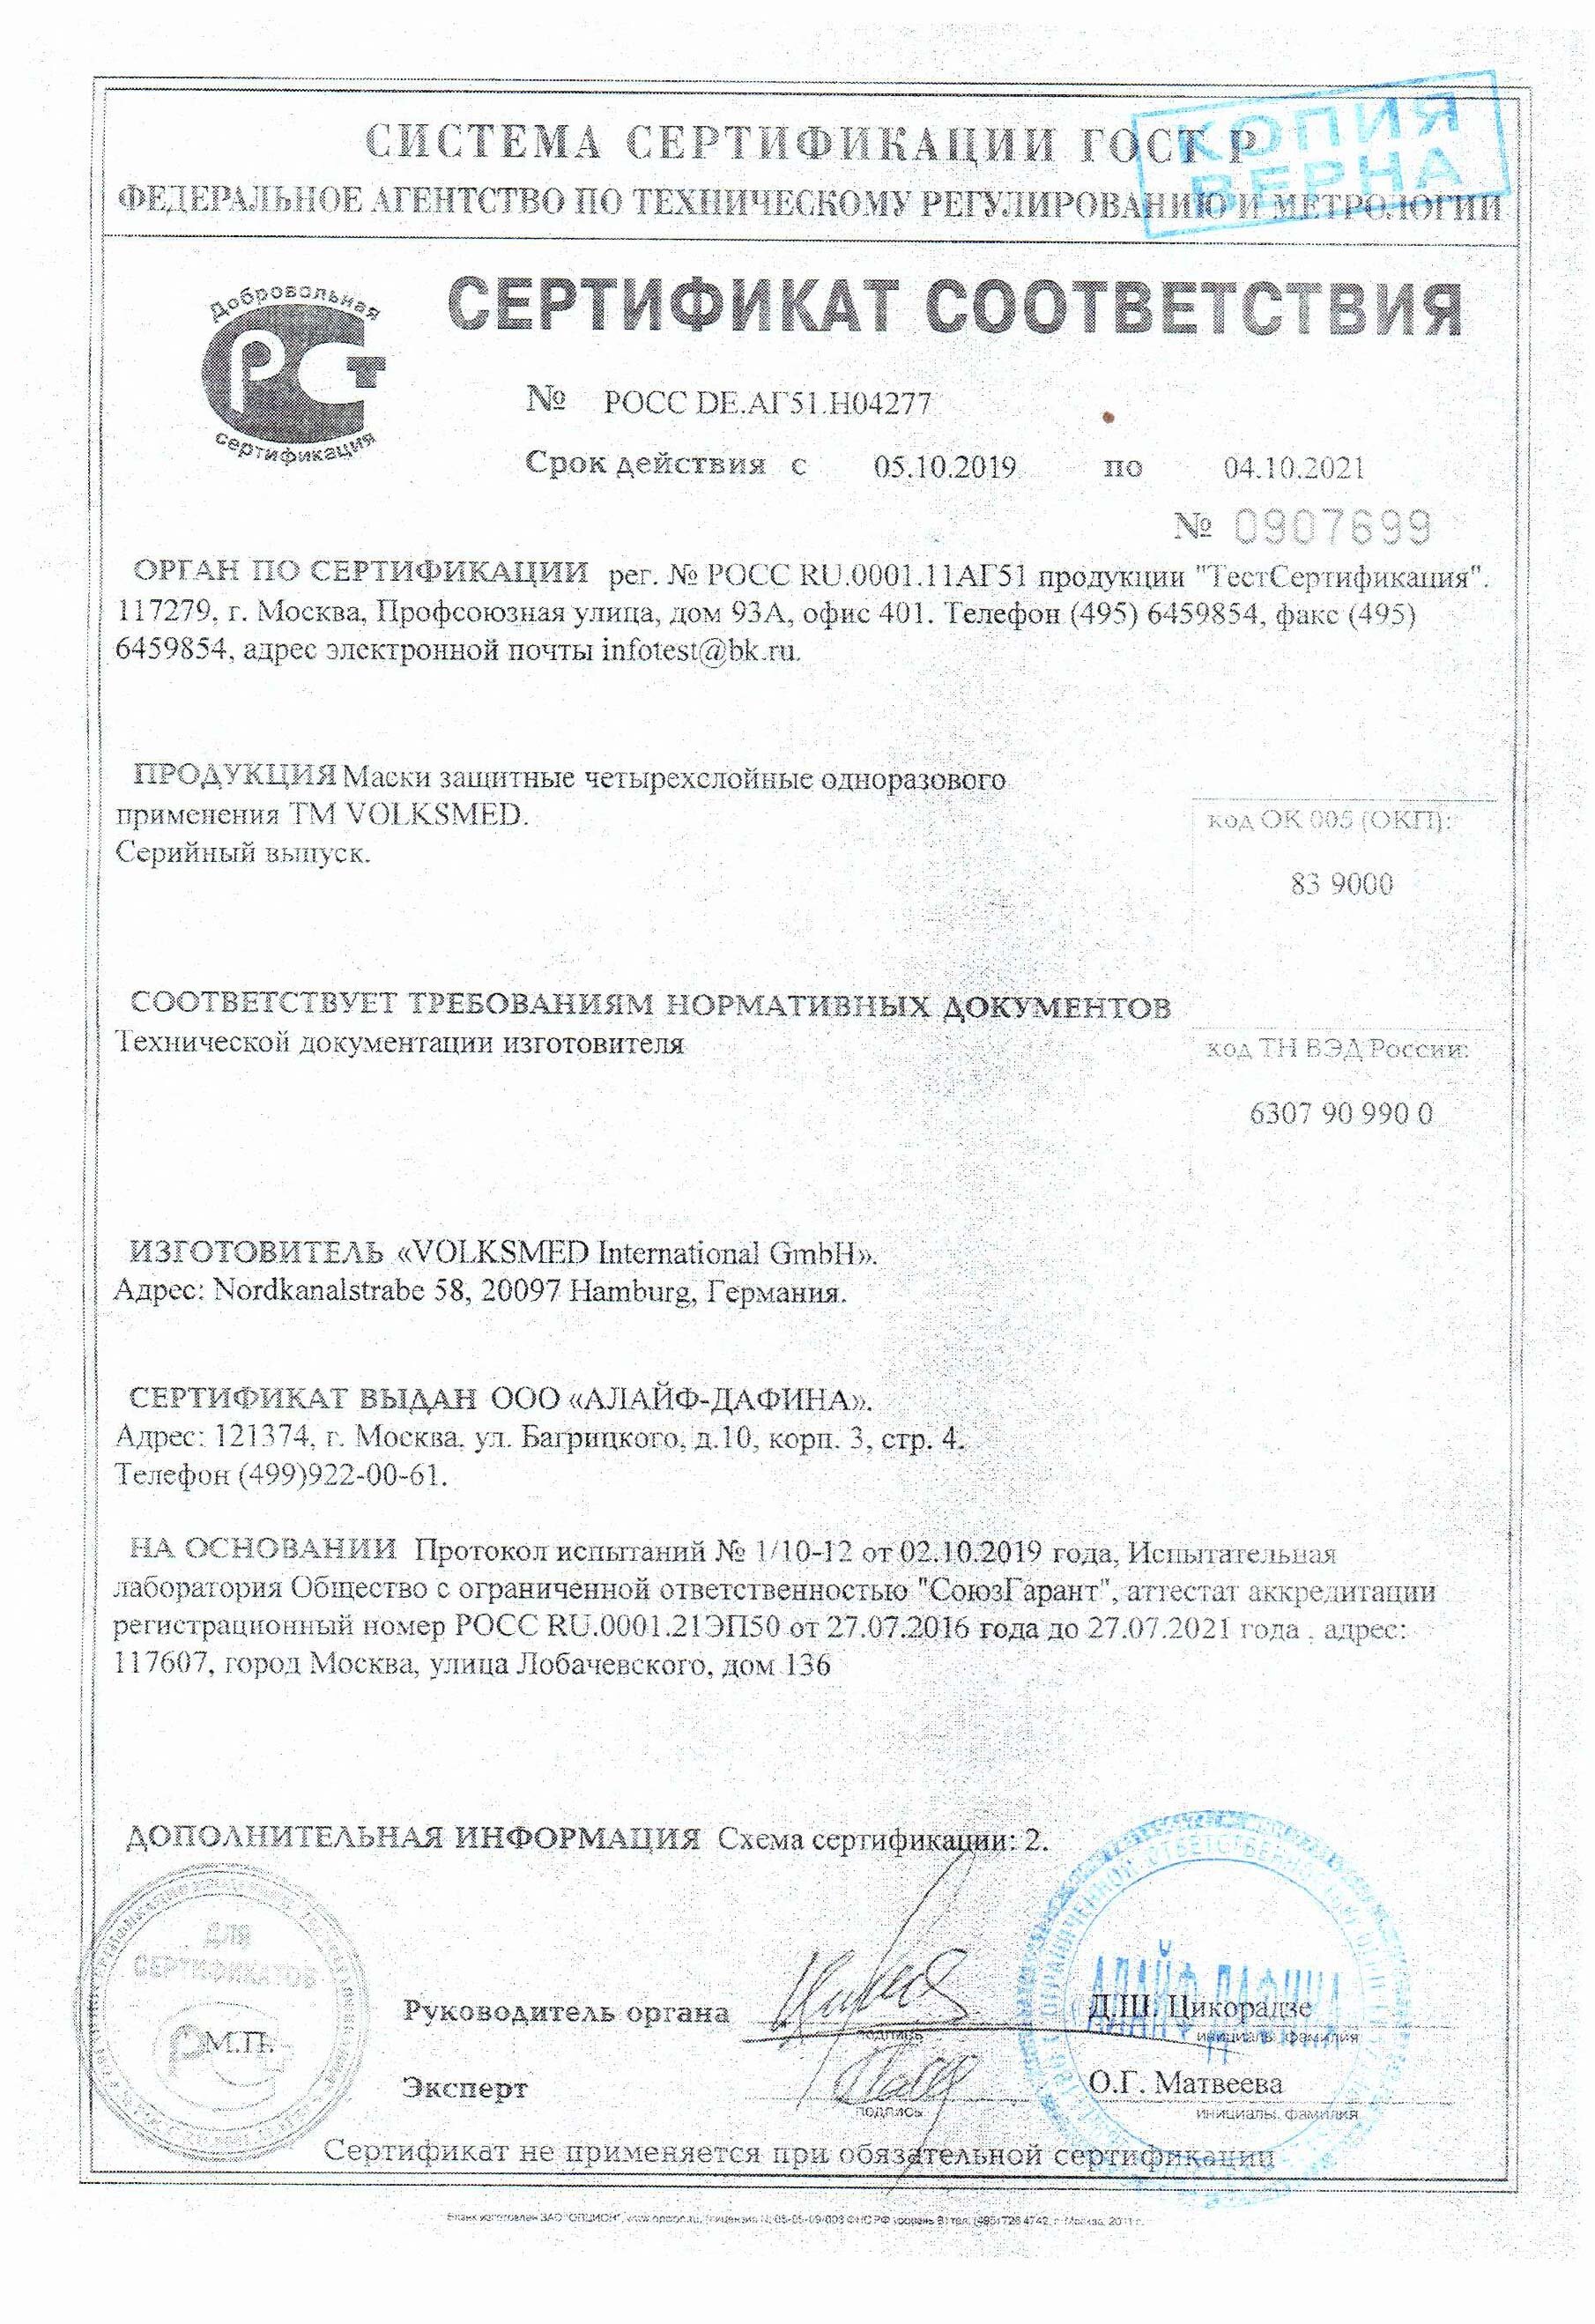 КОПИЯ
ВЕРНА
СИСТЕМА СЕРТИФИКАЦИИ ГОСТ Р
ФЕДЕРАЛЬНОЕ АГЕНТСТВО ПО ТЕХНИЧЕСКОМУ РЕГУЛИРОВАНИЮ И МЕТРОЛОГИИ
Добровольная
РСТ
сертификация
СЕРТИФИКАТ СООТВЕТСТВИЯ
№ РОСС DE.АГ51.Н04277
Срок действия с 05.10.2019 по 04.10.2021
№ 0907699
ОРГАН ПО СЕРТИФИКАЦИИ рег. № РОСС RU.0001.11АГ51 продукции "ТестСертификация".
117279, г. Москва, Профсоюзная улица, дом 93А, офис 401. Телефон (495) 6459854, факс (495)
6459854, адрес электронной почты infotest@bk.ru.
ПРОДУКЦИЯ Маски защитные четырехслойные одноразового
применения ТМ VOLKSMED.
Серийный выпуск.
код ОК 005 (ОКП):
83 9000
СООТВЕТСТВУЕТ ТРЕБОВАНИЯМ НОРМАТИВНЫХ ДОКУМЕНТОВ
Технической документации изготовителя
код ТН ВЭД России:
6307 90 990 0
ИЗГОТОВИТЕЛЬ «VOLKSMED International GmbH».
Адрес: Nordkanalstrabe 58, 20097 Hamburg, Германия.
СЕРТИФИКАТ ВЫДАН ООО «АЛАЙФ-ДАФИНА».
Адрес: 121374, г. Москва, ул. Багрицкого, д.10, корп. 3, стр. 4.
Телефон (499)922-00-61.
НА ОСНОВАНИИ Протокол испытаний № 1/10-12 от 02.10.2019 года, Испытательная
лаборатория Общество с ограниченной ответственностью "СоюзГарант", аттестат аккредитации
регистрационный номер РОСС RU.0001.21ЭП50 от 27.07.2016 года до 27.07.2021 года , адрес:
117607, город Москва, улица Лобачевского, дом 136
ДОПОЛНИТЕЛЬНАЯ ИНФОРМАЦИЯ Схема сертификации: 2.
ДЛЯ
СЕРТИФИКАТОВ
М.П.
Руководитель органа
подпись
Д.Ш. Цикорадзе
инициалы, фамилия
Эксперт
подпись
О.Г. Матвеева
инициалы, фамилия
Сертификат не применяется при обязательной сертификации
Бланк изготовлен ЗАО "ОПЦИОН",